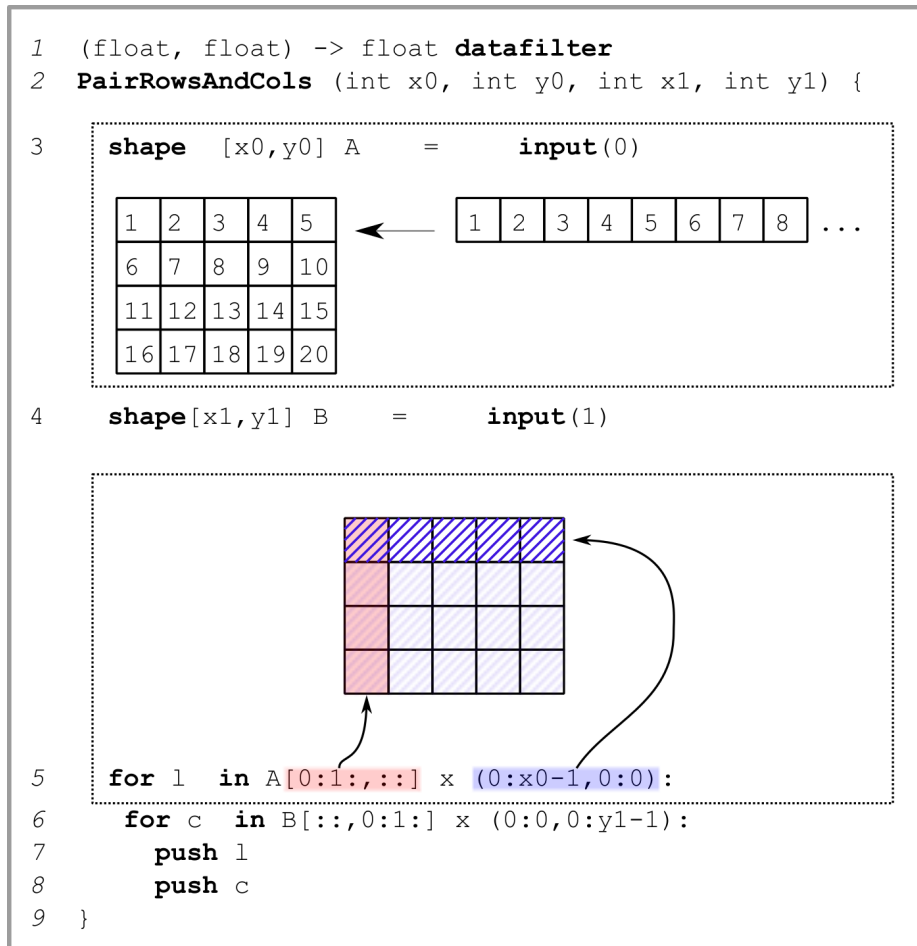 1 (float, float) -> float datafilter
2 PairRowsAndCols (int x0, int y0, int x1, int y1) {
3 shape [x0,y0] A = input(0)
1 2 3 4 5 1 2 3 4 5 6 7 8 ...
6 7 8 9 10
11 12 13 14 15
16 17 18 19 20
4 shape[x1,y1] B = input(1)
5 for l in A[0:1:,::] x (0:x0-1,0:0):
6 for c in B[::,0:1:] x (0:0,0:y1-1):
7 push l
8 push c
9 }